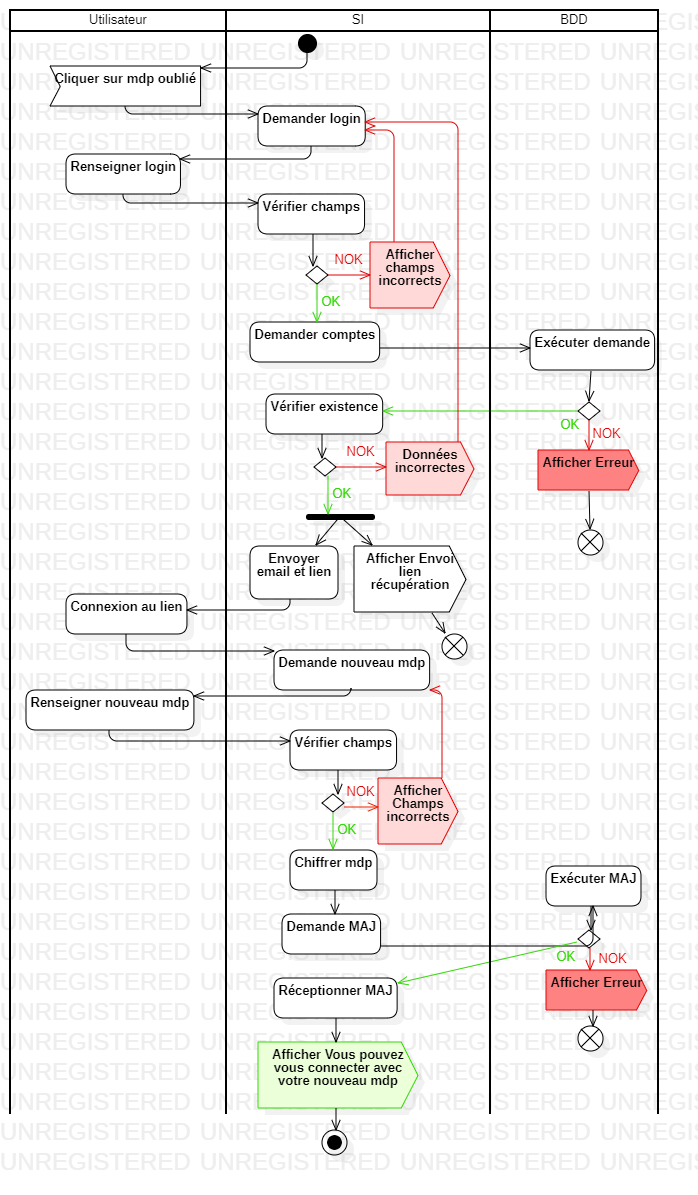 Utilisateur
SI
BDD
Cliquer sur mdp oublié
Demander login
Renseigner login
Vérifier champs
NOK
Afficher
champs
incorrects
OK
Demander comptes
Exécuter demande
Vérifier existence
OK
NOK
Afficher Erreur
NOK
Données
incorrectes
OK
Envoyer
email et lien
Afficher Envoi
lien
récupération
Connexion au lien
Demande nouveau mdp
Renseigner nouveau mdp
Vérifier champs
NOK
Afficher
Champs
incorrects
OK
Chiffrer mdp
Exécuter MAJ
Demande MAJ
OK
NOK
Afficher Erreur
Réceptionner MAJ
Afficher Vous pouvez
vous connecter avec
votre nouveau mdp
UNREGISTERED